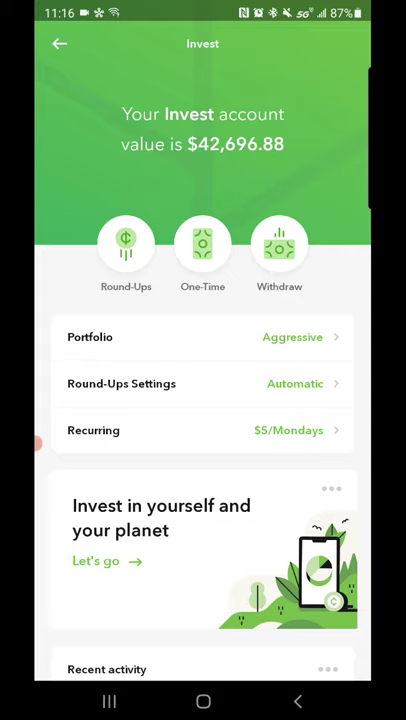 11:16 5G 87%
Invest
Your Invest account
value is $42,696.88
Round-Ups One-Time Withdraw
Portfolio Aggressive
Round-Ups Settings Automatic
Recurring $5/Mondays
Invest in yourself and
your planet
Let's go
Recent activity